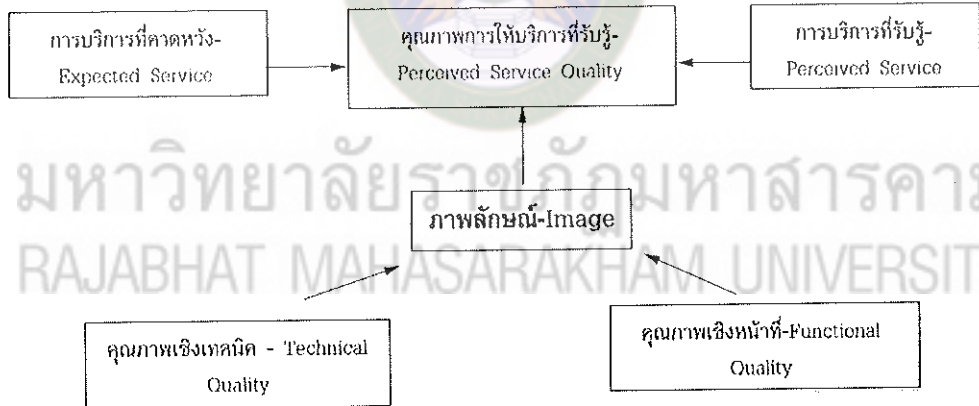 การบริการที่คาดหวัง-
Expected Service
คุณภาพการให้บริการที่รับรู้-
Perceived Service Quality
การบริการที่รับรู้-
Perceived Service
มหาวิทยาลัยราชภัฏมหาสารคาม
ภาพลักษณ์-Image
RAJABHAT MAHASARAKHAM UNIVERSIT
คุณภาพเชิงเทคนิค - Technical
Quality
คุณภาพเชิงหน้าที่-Functional
Quality